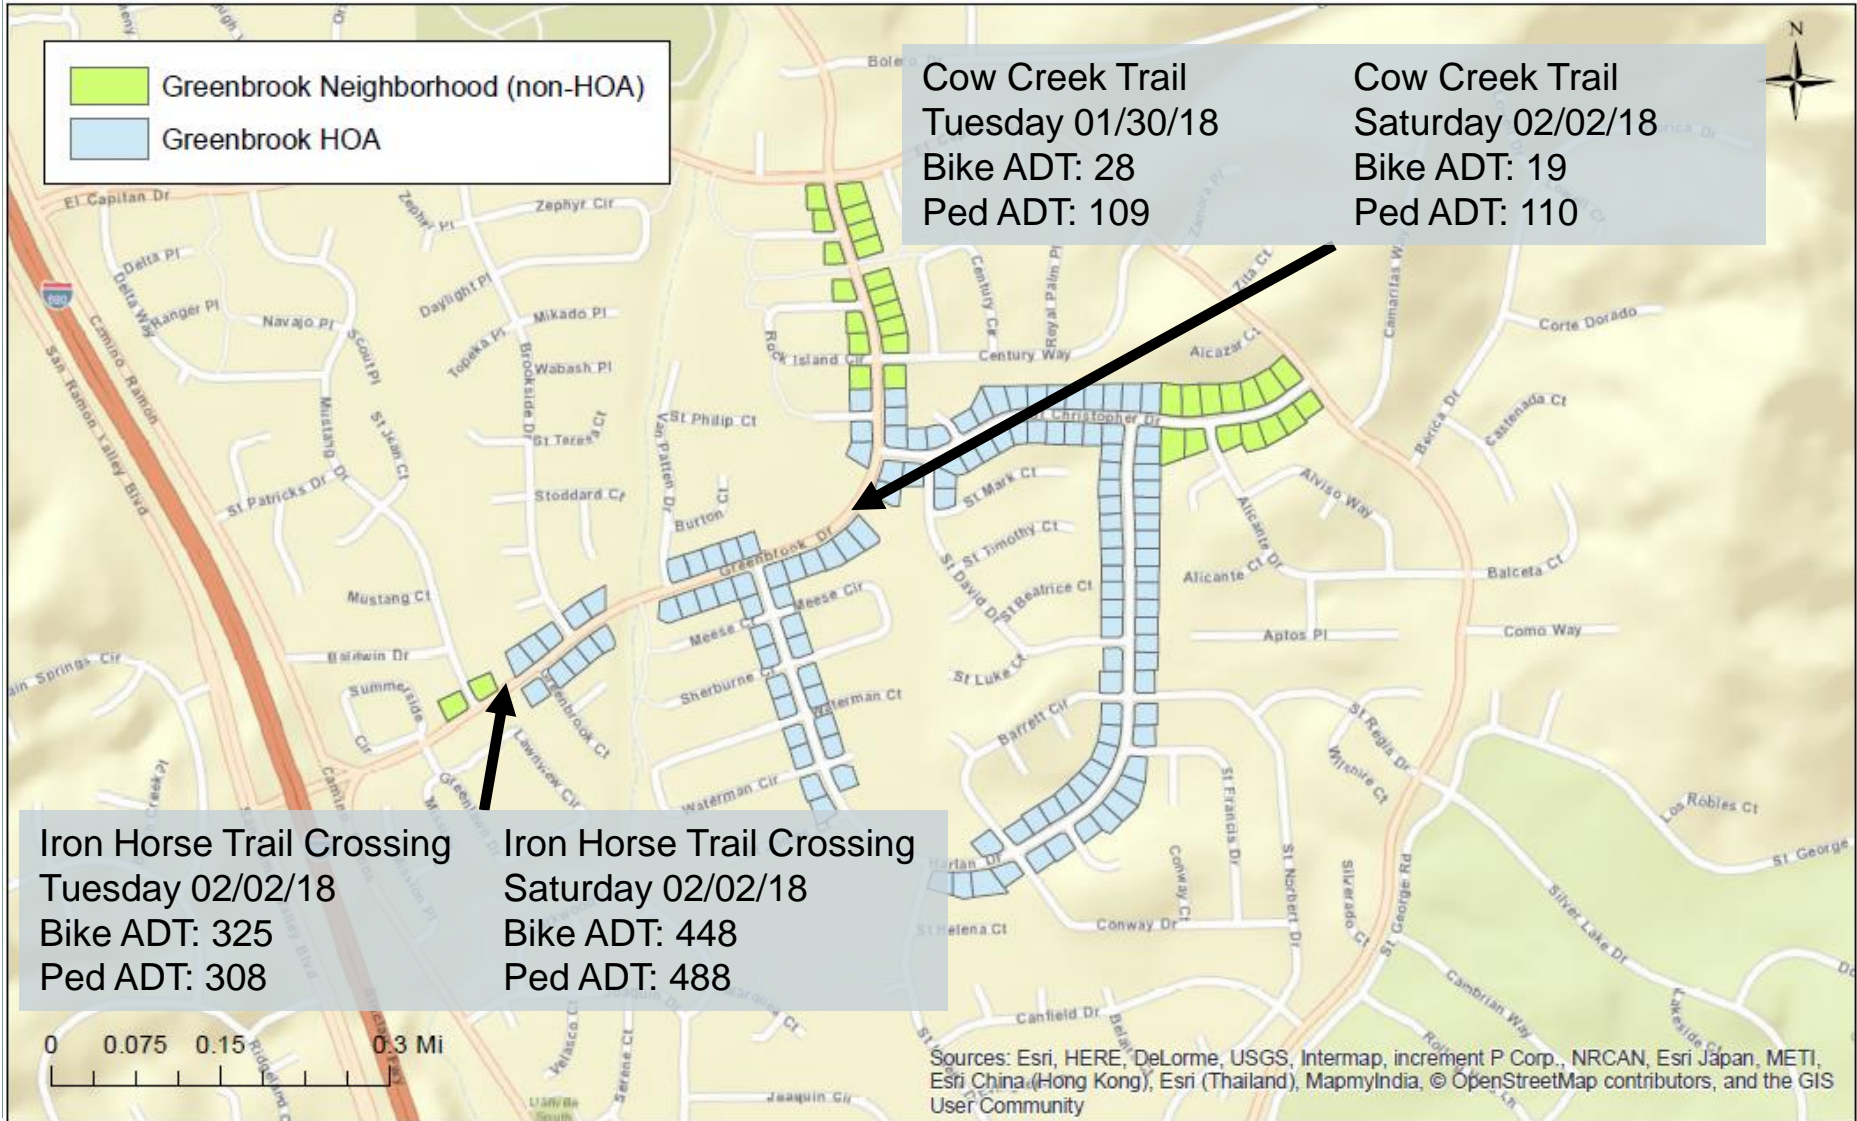 Greenbrook Neighborhood (non-HOA)
Greenbrook HOA
N
Cow Creek Trail
Tuesday 01/30/18
Bike ADT: 28
Ped ADT: 109
Cow Creek Trail
Saturday 02/02/18
Bike ADT: 19
Ped ADT: 110
El Capitan Dr
Zephyr Pl
Zephyr Cir
Delta Pl
Delta Way
Ranger Pl
Daylight Pl
Navajo Pl
Scout Pl
Mikado Pl
Topeka Pl
Brookside Dr
Wabash Pl
Rock Island Cir
Century Cir
Royal Palm Pl
Century Way
Zita Ct
Alcazar Ct
Camaritas Way
Corte Dorado
680
Camino Ramon
San Ramon Valley Blvd
Mustang Dr
St Jean Ct
St Teresa Ct
St Philip Ct
Van Patten Dr
St Christopher Dr
Berica Dr
Castenada Ct
St Patricks Dr
Stoddard Ct
Burton Ct
St Mark Ct
Alviso Way
Alicante Dr
Greenbrook Dr
St Timothy Ct
St David Dr
St Beatrice Ct
Alicante Ct
Balceta Ct
Mustang Ct
Meese Cir
Meese Ct
Aptos Pl
Como Way
Baldwin Dr
Summerside
Cir
Sherburne Ct
St Luke Ct
Waterman Ct
Greenbrook Ct
Lawnview Cir
Barrett Cir
St Regis Dr
Wilshire Ct
Waterman Cir
St Francis Dr
Los Robles Ct
St George
Harlan Dr
Conway Ct
St Norbert Dr
Silverado Ct
St George Rd
Silver Lake Dr
St Helena Ct
Conway Dr
Iron Horse Trail Crossing
Tuesday 02/02/18
Bike ADT: 325
Ped ADT: 308
Iron Horse Trail Crossing
Saturday 02/02/18
Bike ADT: 448
Ped ADT: 488
Cambrian Way
Lakeside Ct
Canfield Dr
Velasco Ct
Serene Ct
Joaquin Cir
0 0.075 0.15 0.3 Mi
Sources: Esri, HERE, DeLorme, USGS, Intermap, increment P Corp., NRCAN, Esri Japan, METI,
Esri China (Hong Kong), Esri (Thailand), MapmyIndia, © OpenStreetMap contributors, and the GIS
User Community